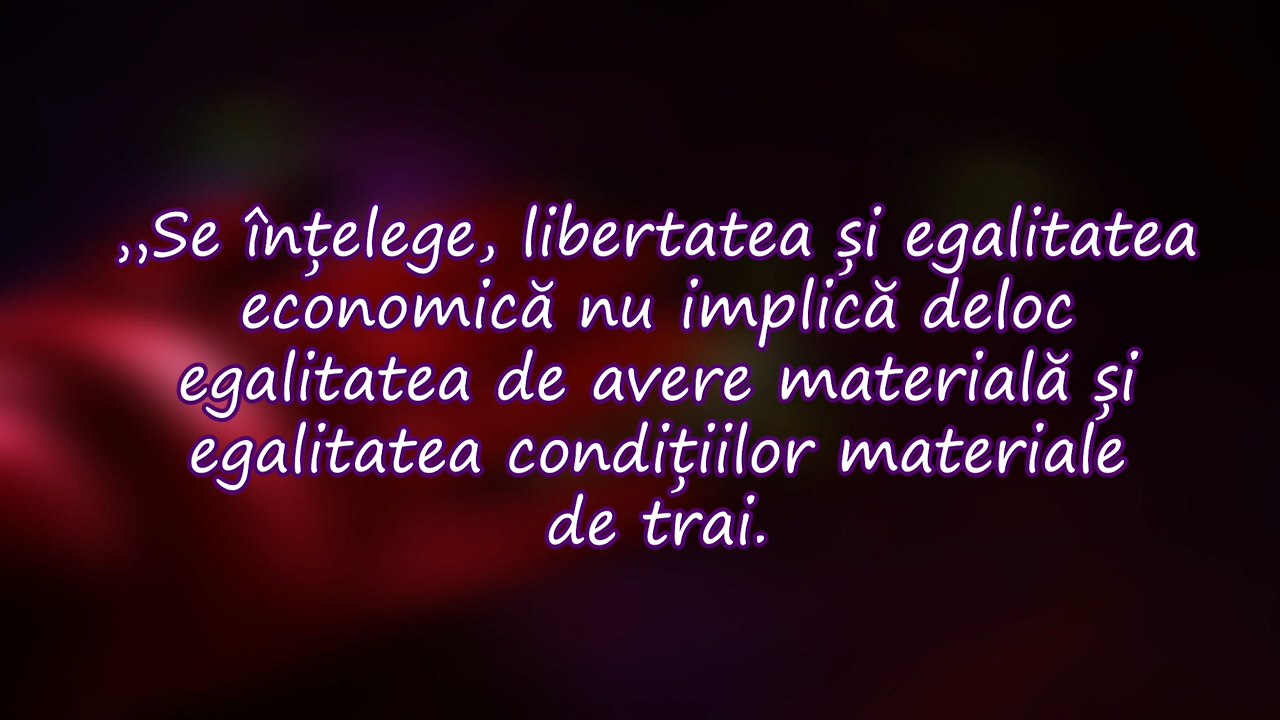 ,,Se înțelege, libertatea și egalitatea
economică nu implică deloc
egalitatea de avere materială și
egalitatea condițiilor materiale
de trai.